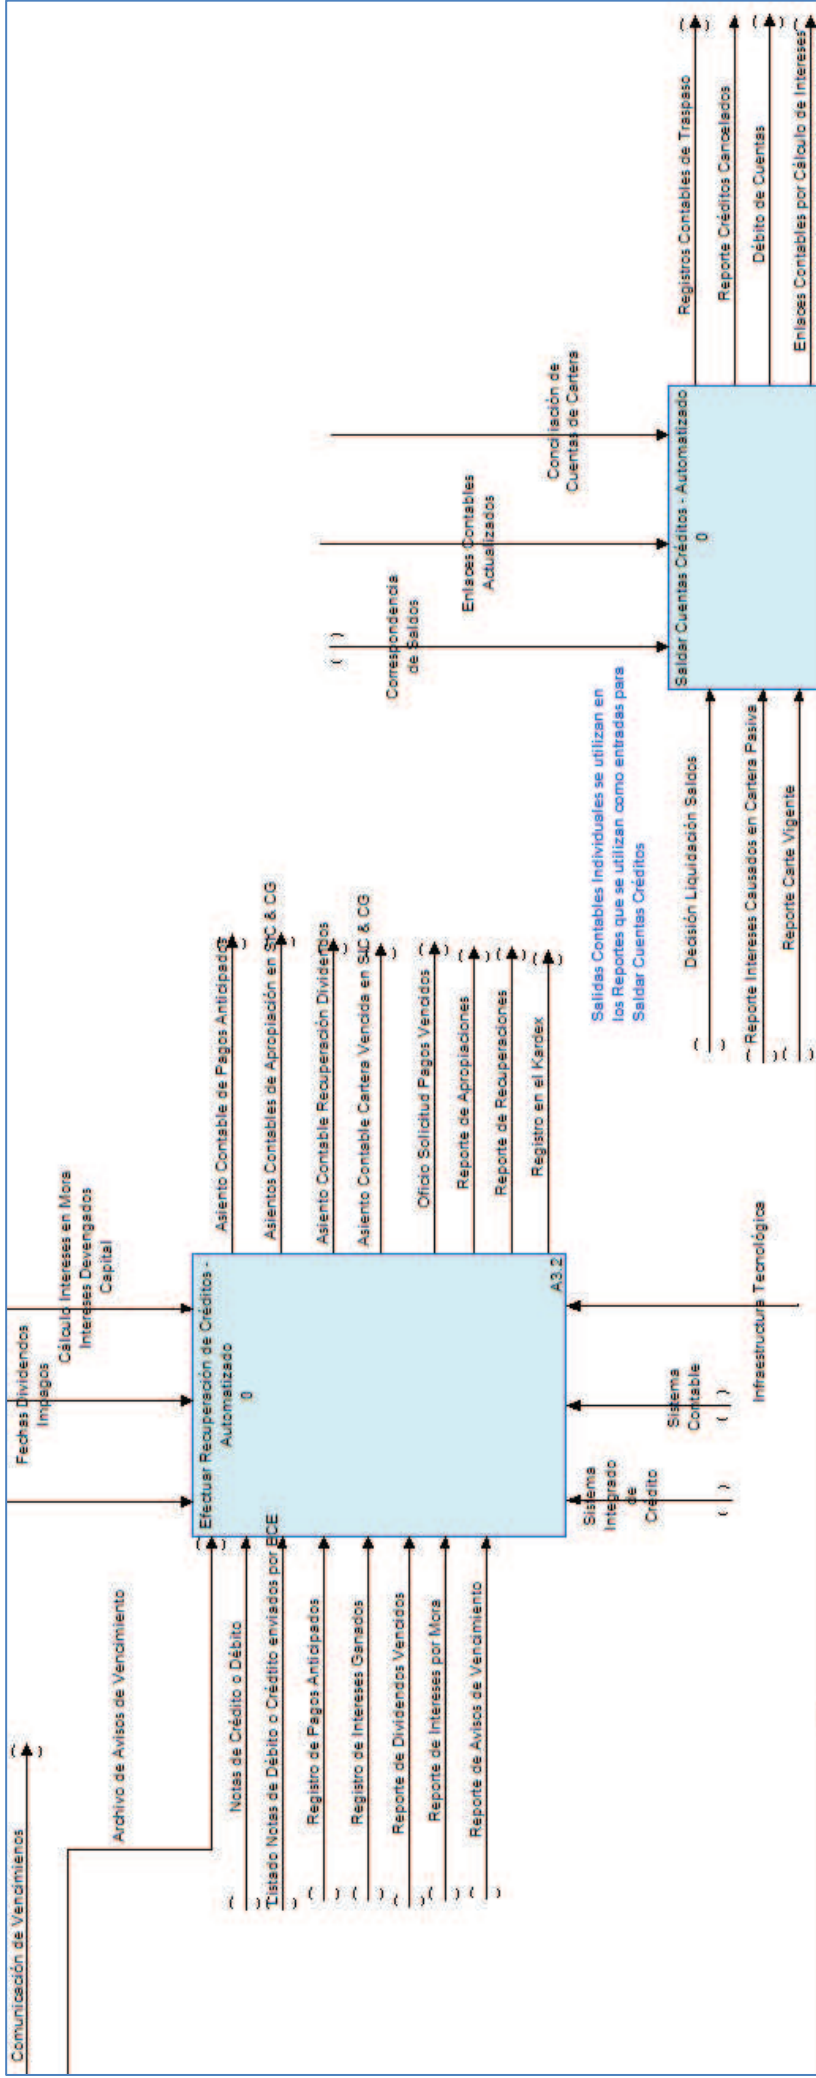 Comunicación de Vencimienos
Archivo de Avisos de Vencimiento
Fechas Dividendos
Impagos
Cálculo Intereses en Mora
Intereses Devengados
Capital
Notas de Crédito o Débito
Listado Notas de Débito o Crédtito enviados por BCE
Registro de Pagos Anticipados
Registro de Intereses Ganados
Reporte de Dividendos Vencidos
Reporte de Intereses por Mora
Reporte de Avisos de Vencimiento
Efectuar Recuperación de Créditos -
Automatizado
0
A3.2
Asiento Contable de Pagos Anticipados
Asientos Contables de Apropiación en SIC & CG
Asiento Contable Recuperación Dividendos
Asiento Contable Cartera Vencida en SIC & CG
Oficio Solicitud Pagos Vencidos
Reporte de Apropiaciones
Reporte de Recuperaciones
Registro en el Kardex
Sistema
Integrado
de
Crédito
Sistema
Contable
Infraestructura Tecnológica
Salidas Contables Individuales se utilizan en
los Reportes que se utilizan como entradas para
Saldar Cuentas Créditos
Correspondencia
de Saldos
Enlaces Contables
Actualizados
Conciliación de
Cuentas de Cartera
Decisión Liquidación Saldos
Reporte Intereses Causados en Cartera Pasiva
Reporte Carte Vigente
Saldar Cuentas Créditos - Automatizado
0
Registros Contables de Traspaso
Reporte Créditos Cancelados
Débito de Cuentas
Enlaces Contables por Cálculo de Intereses